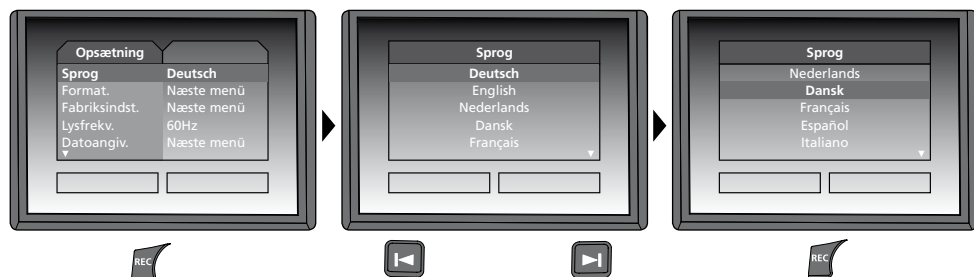 Opsætning
Sprog Deutsch
Format. Næste menü
Fabriksindst. Næste menü
Lysfrekv. 60Hz
Datoangiv. Næste menü
Sprog
Deutsch
English
Nederlands
Dansk
Français
Sprog
Nederlands
Dansk
Français
Español
Italiano
REC
REC